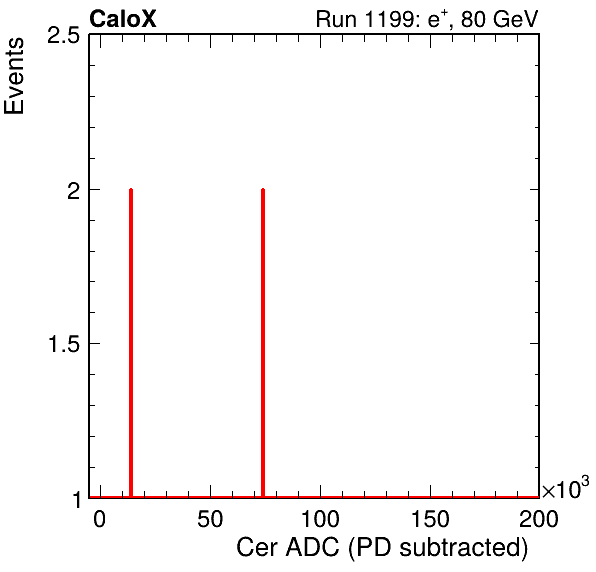 CaloX Run 1199: e⁺, 80 GeV
Events
2.5
2
1.5
1
0 50 100 150 200
×10³
Cer ADC (PD subtracted)